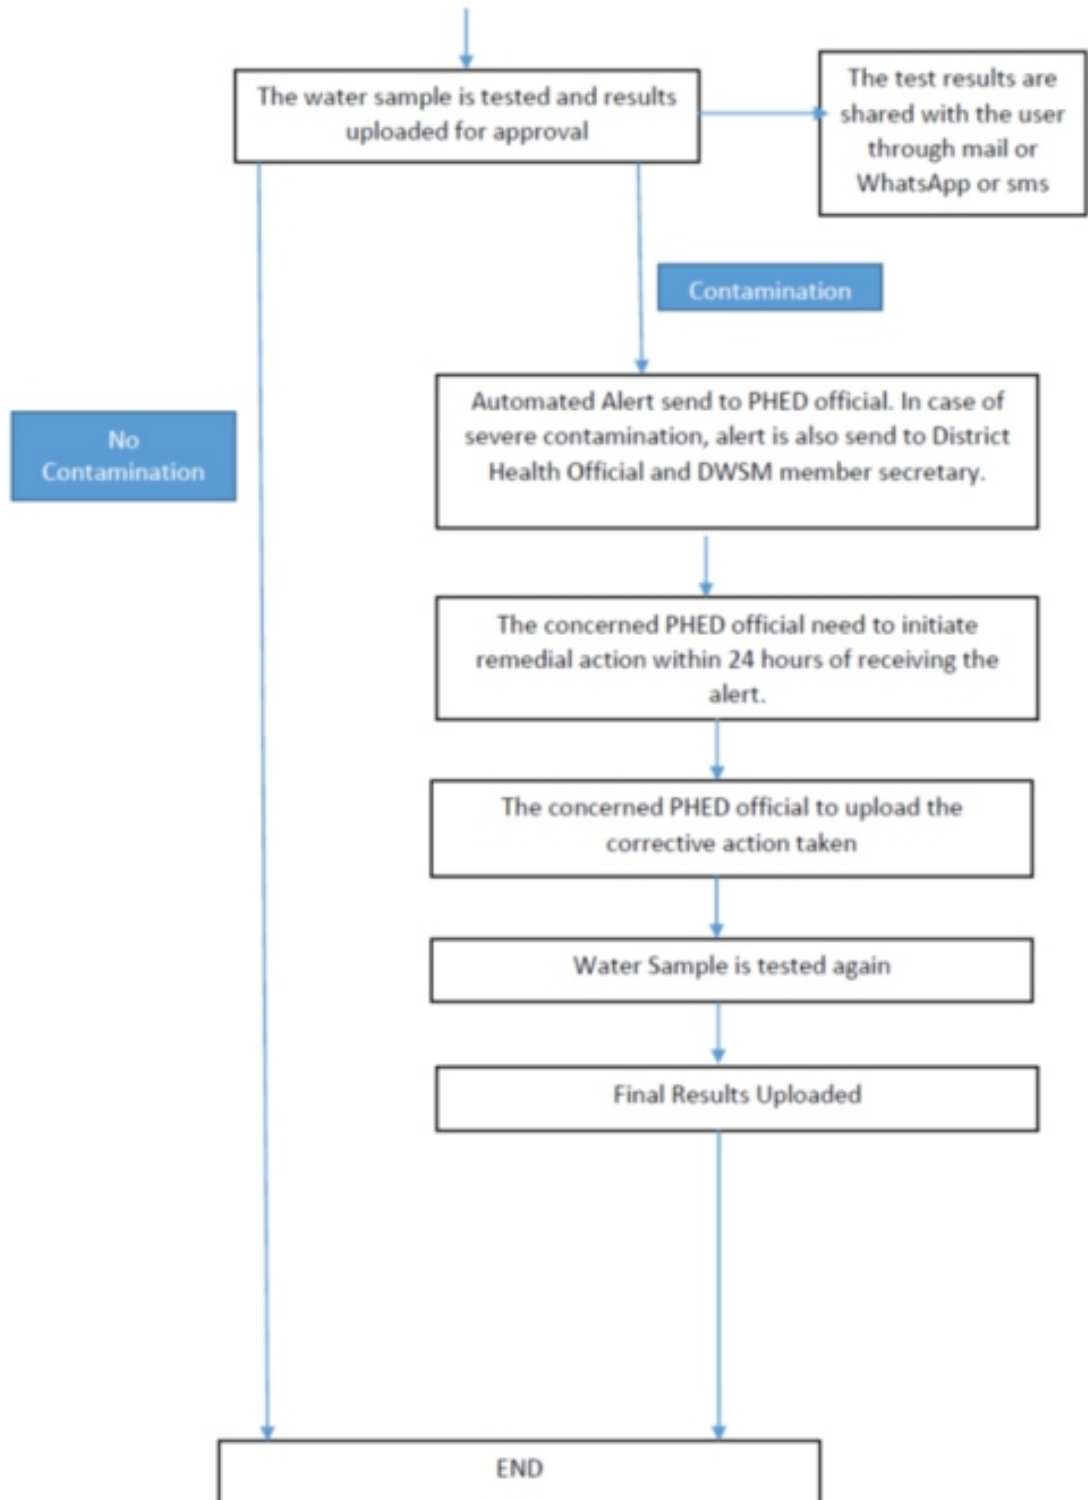 The water sample is tested and results
uploaded for approval
The test results are
shared with the user
through mail or
WhatsApp or sms
Contamination
No
Contamination
Automated Alert send to PHED official. In case of
severe contamination, alert is also send to District
Health Official and DWSM member secretary.
The concerned PHED official need to initiate
remedial action within 24 hours of receiving the
alert.
The concerned PHED official to upload the
corrective action taken
Water Sample is tested again
Final Results Uploaded
END